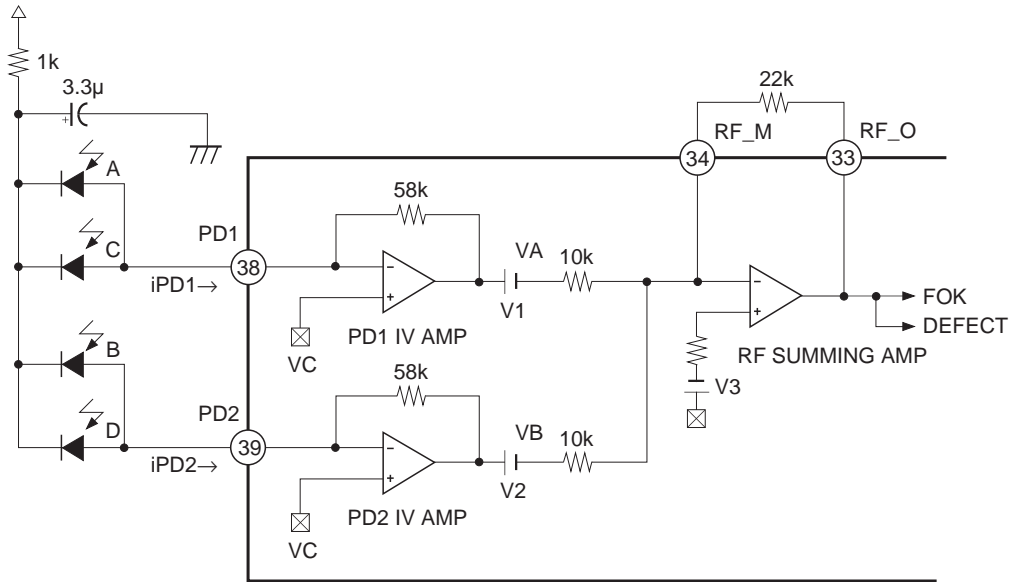 1k
3.3µ
+
22k
RF_M
RF_O
34
33
A
58k
PD1
C
VA
10k
38
iPD1→
V1
FOK
DEFECT
PD1 IV AMP
VC
RF SUMMING AMP
B
58k
V3
PD2
D
VB
10k
39
iPD2→
V2
PD2 IV AMP
VC